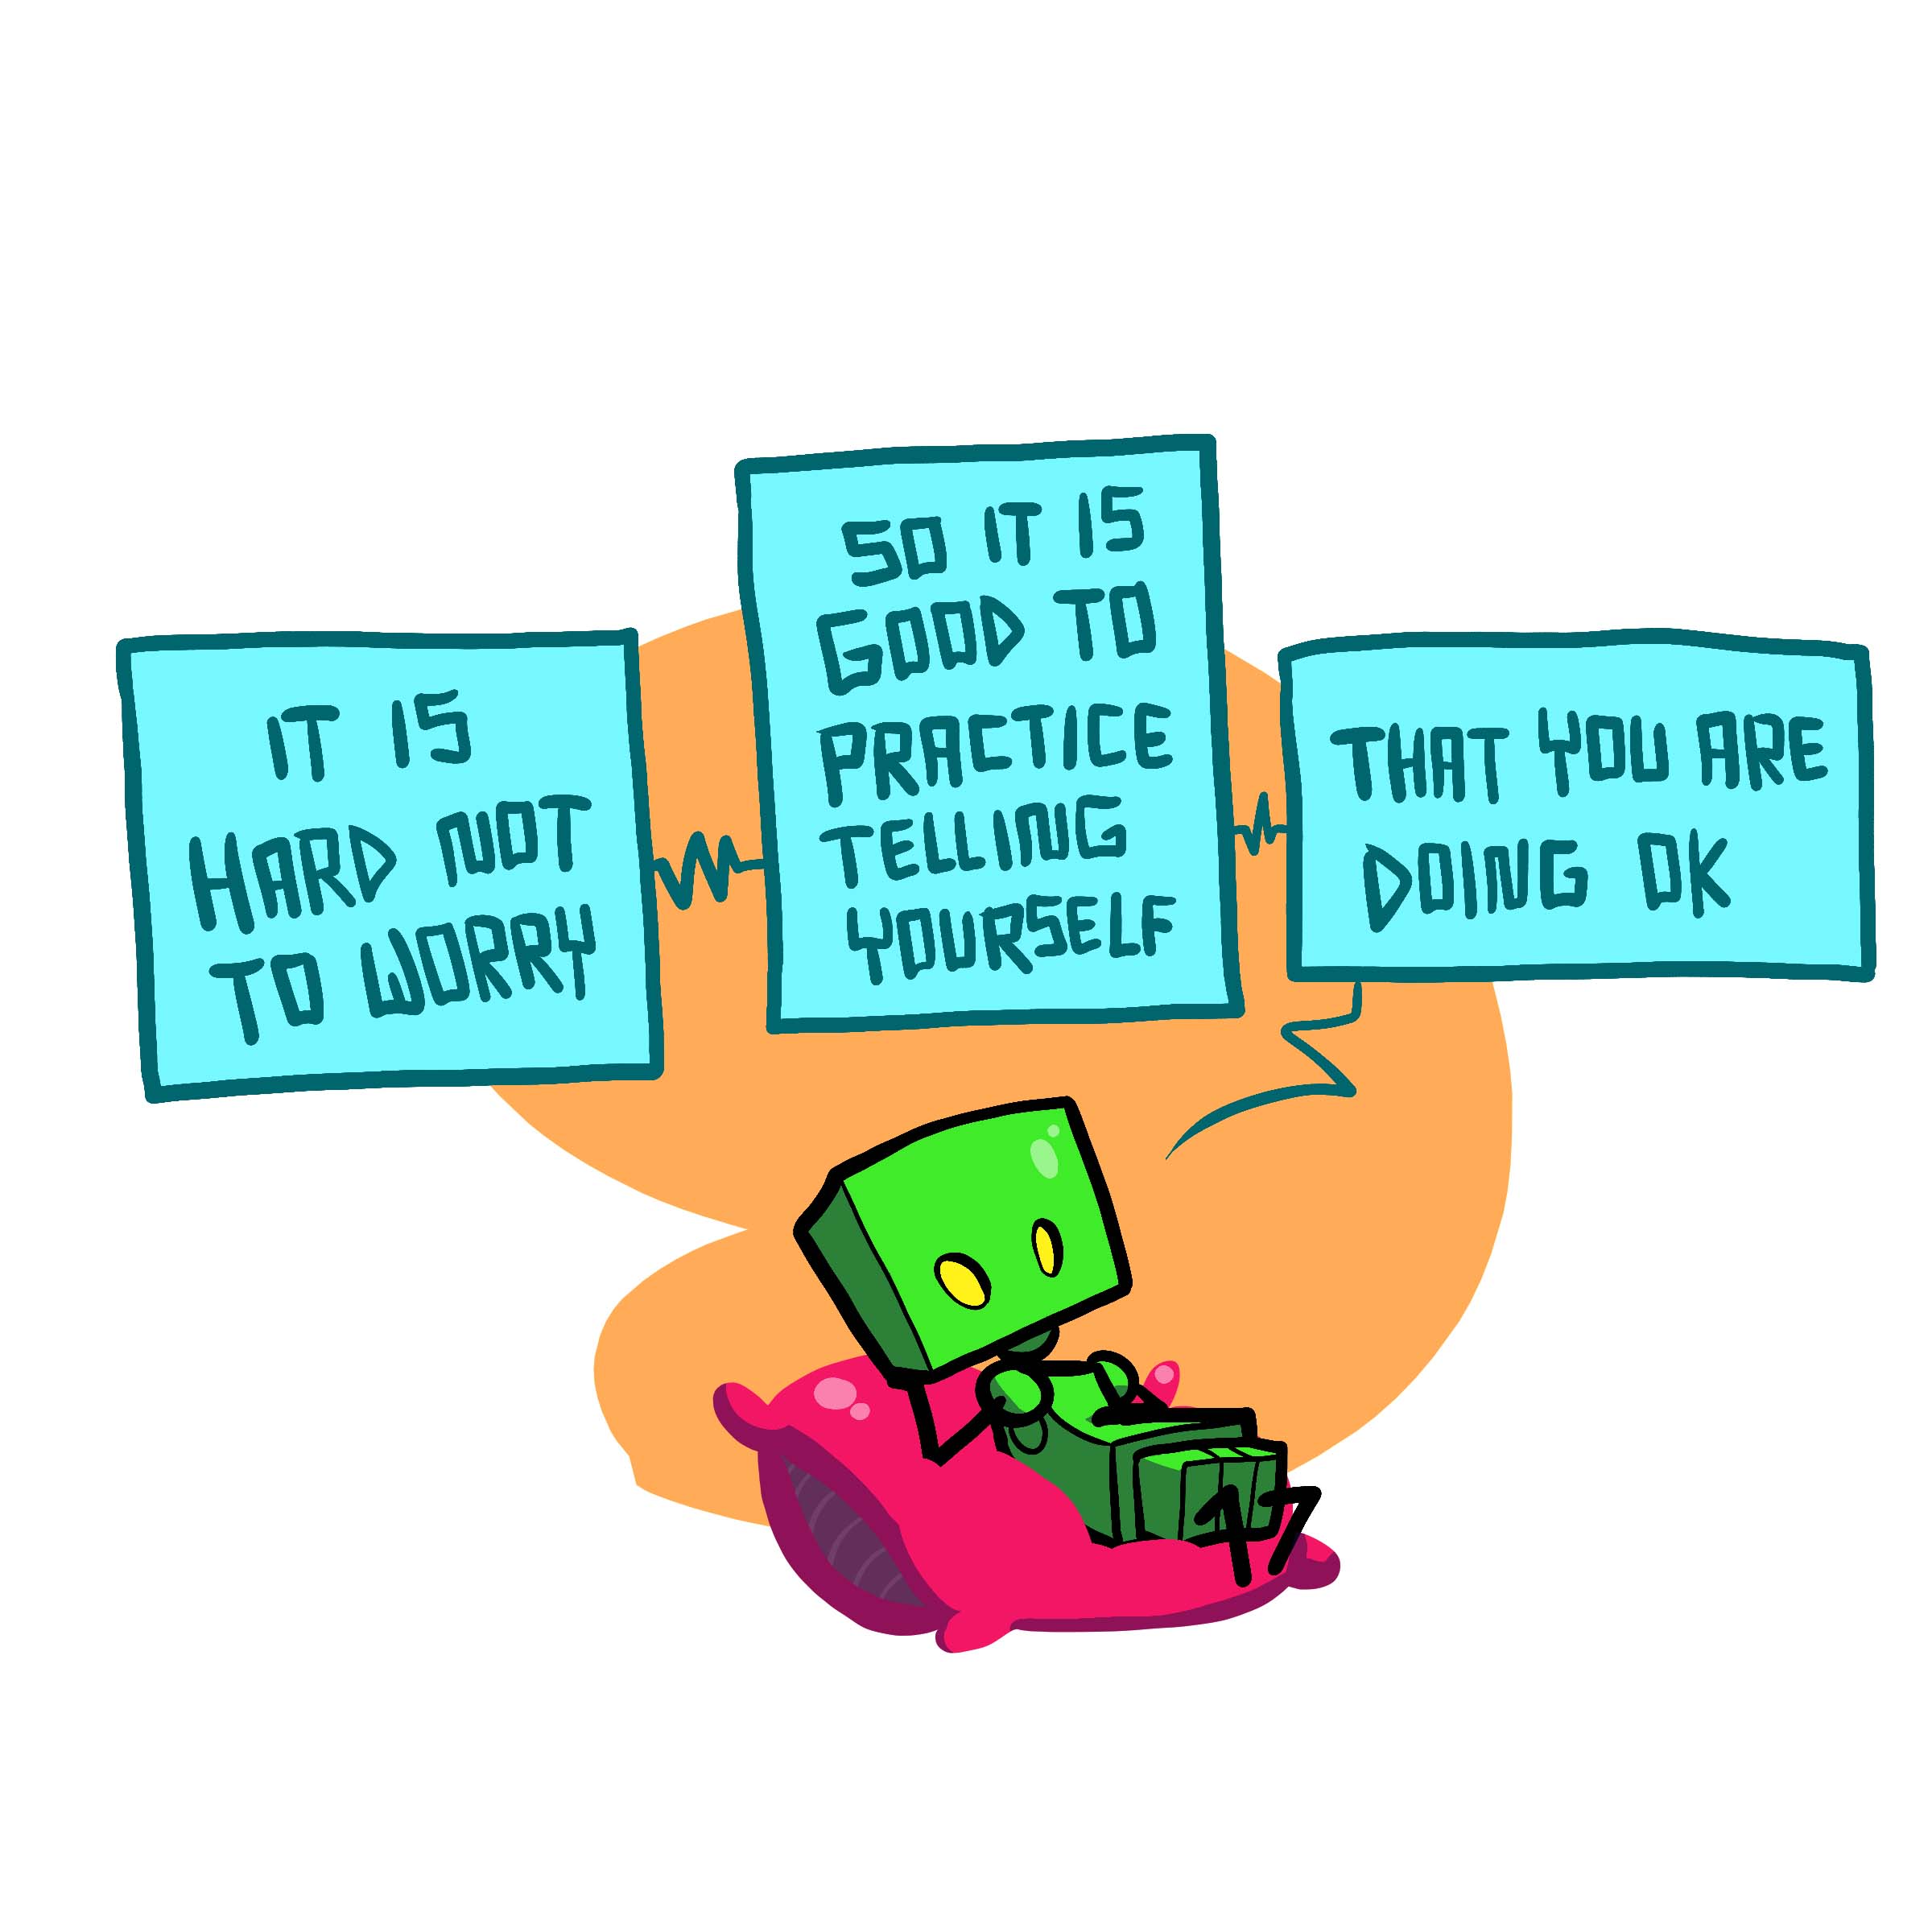 IT IS
HARD NOT
TO WORRY
SO IT IS
GOOD TO
PRACTICE
TELLING
YOURSELF
THAT YOU ARE
DOING OK